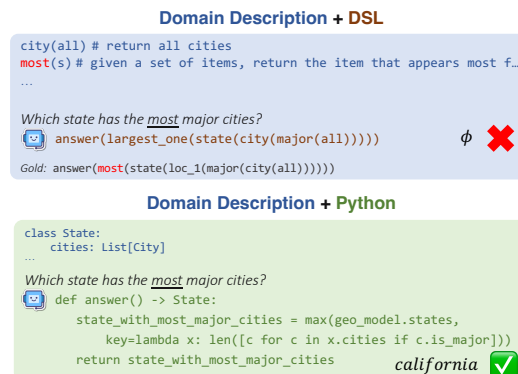 Domain Description + DSL
city(all) # return all cities
most(s) # given a set of items, return the item that appears most f…
…
Which state has the most major cities?
answer(largest_one(state(city(major(all)))))
ϕ
Gold: answer(most(state(loc_1(major(city(all))))))
Domain Description + Python
class State:
cities: List[City]
…
Which state has the most major cities?
def answer() -> State:
state_with_most_major_cities = max(geo_model.states,
key=lambda x: len([c for c in x.cities if c.is_major]))
return state_with_most_major_cities
california